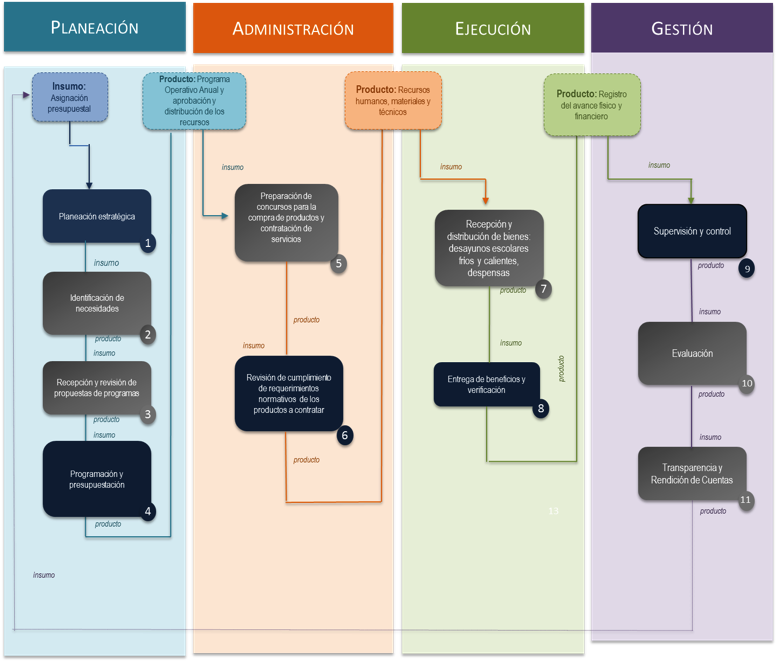 PLANEACIÓN
ADMINISTRACIÓN
EJECUCIÓN
GESTIÓN
Insumo:
Asignación
presupuestal
Producto: Programa
Operativo Anual y
aprobación y
distribución de los
recursos
Producto: Recursos
humanos, materiales y
técnicos
Producto: Registro
del avance físico y
financiero
insumo
Planeación estratégica
1
insumo
Identificación de
necesidades
2
producto
insumo
Recepción y revisión de
propuestas de programas
3
producto
insumo
Programación y
presupuestación
4
producto
insumo
insumo
Preparación de
concursos para la
compra de productos y
contratación de
servicios
5
producto
insumo
Revisión de cumplimiento
de requerimientos
normativos de los
productos a contratar
6
producto
insumo
Recepción y
distribución de bienes:
desayunos escolares
fríos y calientes,
despensas
7
producto
insumo
Entrega de beneficios y
verificación
8
producto
13
insumo
Supervisión y control
9
producto
insumo
Evaluación
10
producto
insumo
Transparencia y
Rendición de Cuentas
11
producto